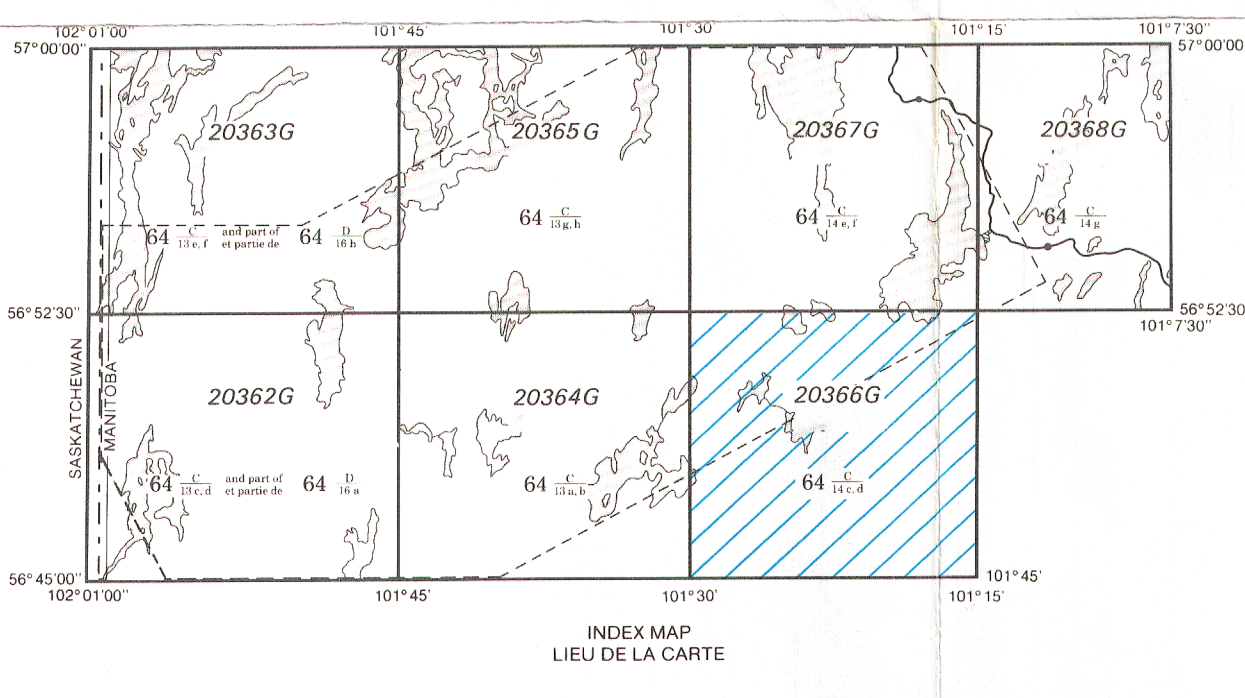 102° 01'00'' 101° 45' 101° 30' 101° 15' 101° 7'30''
57° 00'00'' 57° 00'00''
20363G 20365G 20367G 20368G
64 C/13 e, f and part of et partie de 64 D/16 h
64 C/13 g, h
64 C/14 e, f
64 C/14 g
56° 52'30'' 56° 52'30
101° 7'30''
SASKATCHEWAN
MANITOBA
20362G 20364G 20366G
64 C/13 c, d and part of et partie de 64 D/16 a
64 C/13 a, b
64 C/14 c, d
56° 45'00'' 101° 45'
102° 01'00'' 101° 45' 101° 30' 101° 15'
INDEX MAP
LIEU DE LA CARTE